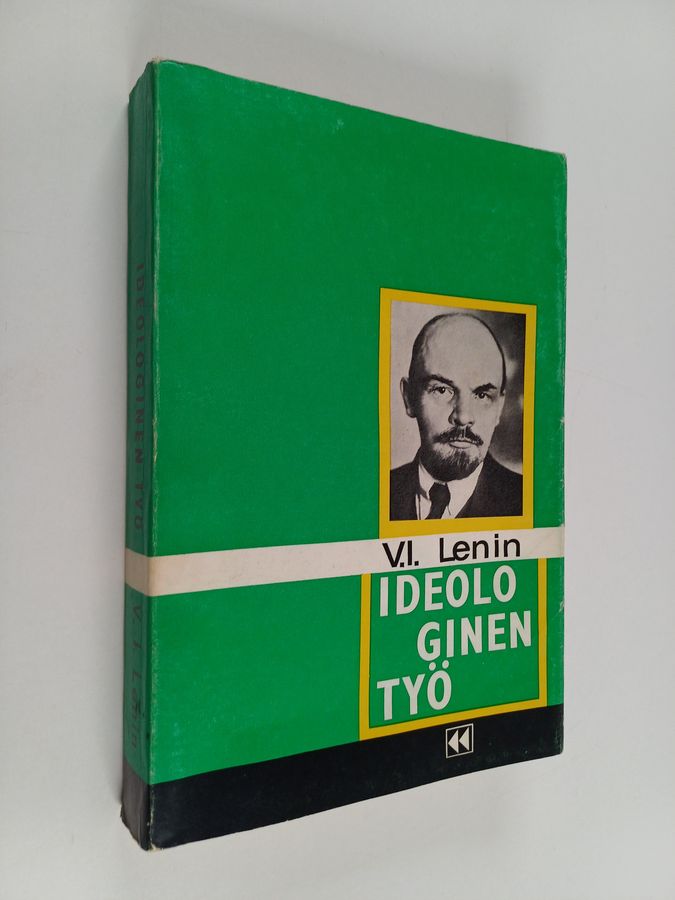 V.I. Lenin
IDEOLO
GINEN
TYÖ
IDEOLOGINEN TYÖ V. I. Lenin